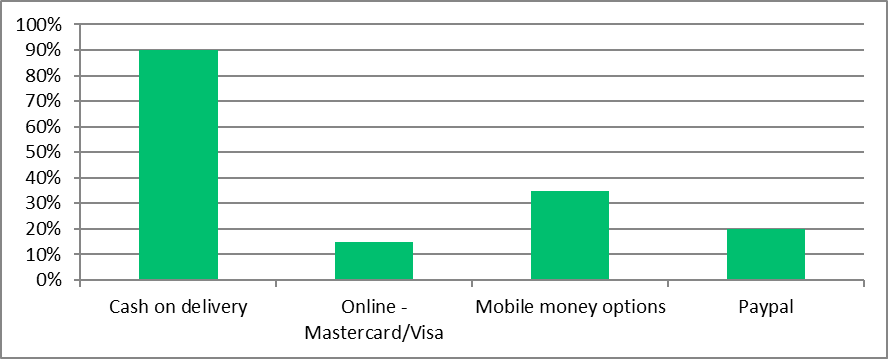 100%
90%
80%
70%
60%
50%
40%
30%
20%
10%
0%
Cash on delivery
Online -
Mastercard/Visa
Mobile money options
Paypal